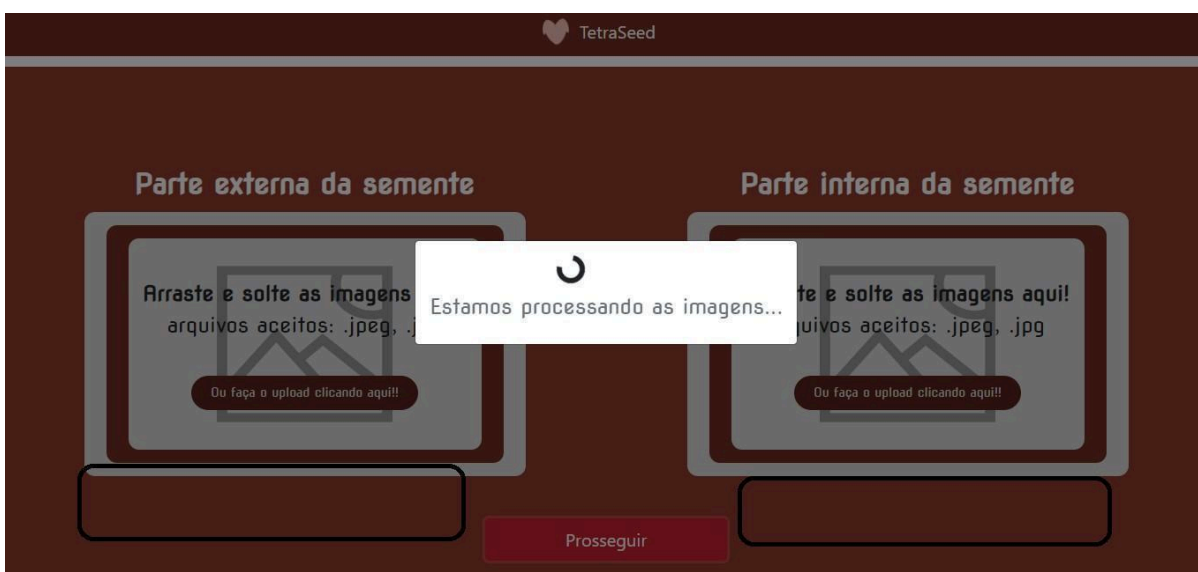 TetraSeed
Parte externa da semente
Parte interna da semente
Arraste e solte as imagens
arquivos aceitos: .jpeg, .j
Ou faça o upload clicando aqui!!
Estamos processando as imagens...
te e solte as imagens aqui!
quivos aceitos: .jpeg, .jpg
Ou faça o upload clicando aqui!!
Prosseguir